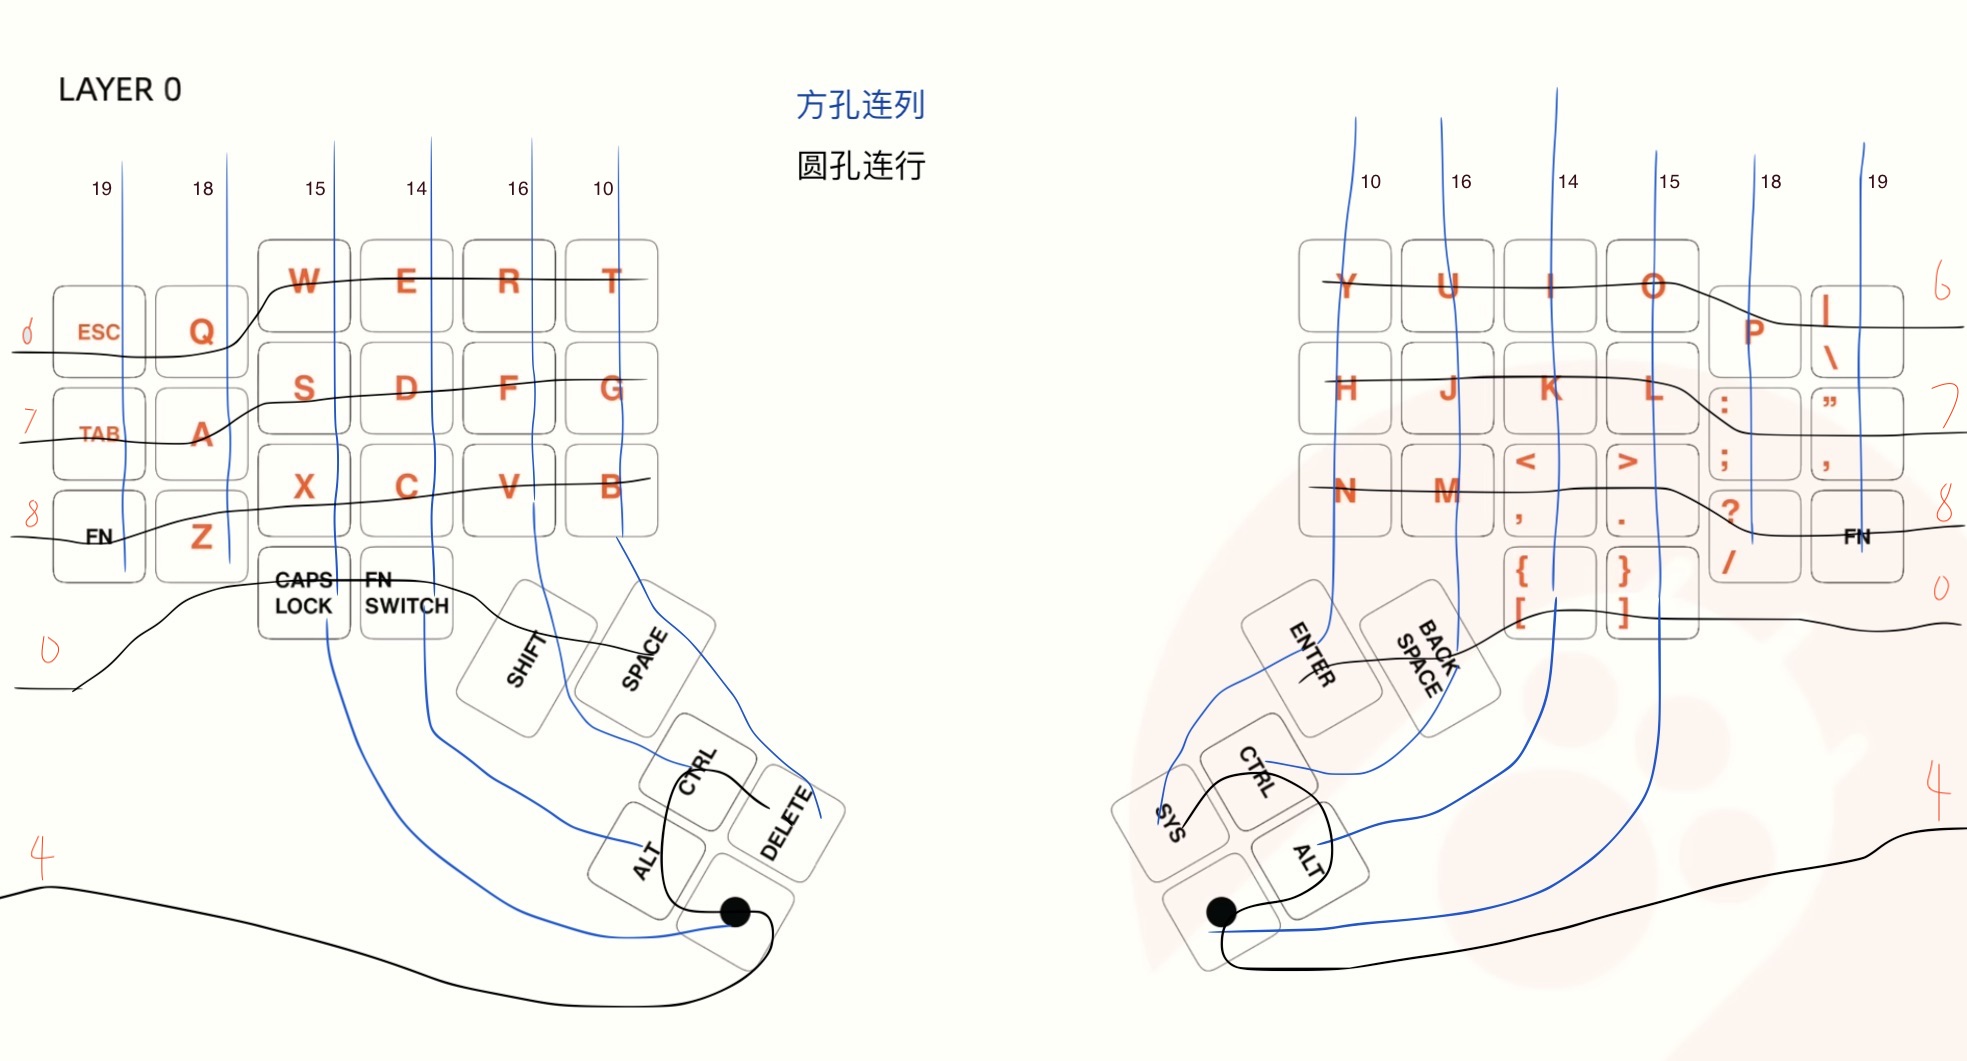 LAYER 0
方孔连列
圆孔连行
19 18 15 14 16 10
10 16 14 15 18 19
W E R T
Y U I O
6 ESC Q
P | \ 6
S D F G
H J K L
7 TAB A
: ; " , 7
X C V B
N M < , > .
8 FN Z
? / FN 8
CAPS LOCK
FN SWITCH
{ [ } ] 0
0 SHIFT SPACE
ENTER BACK SPACE
CTRL DELETE
SYS CTRL
ALT
ALT
4
4